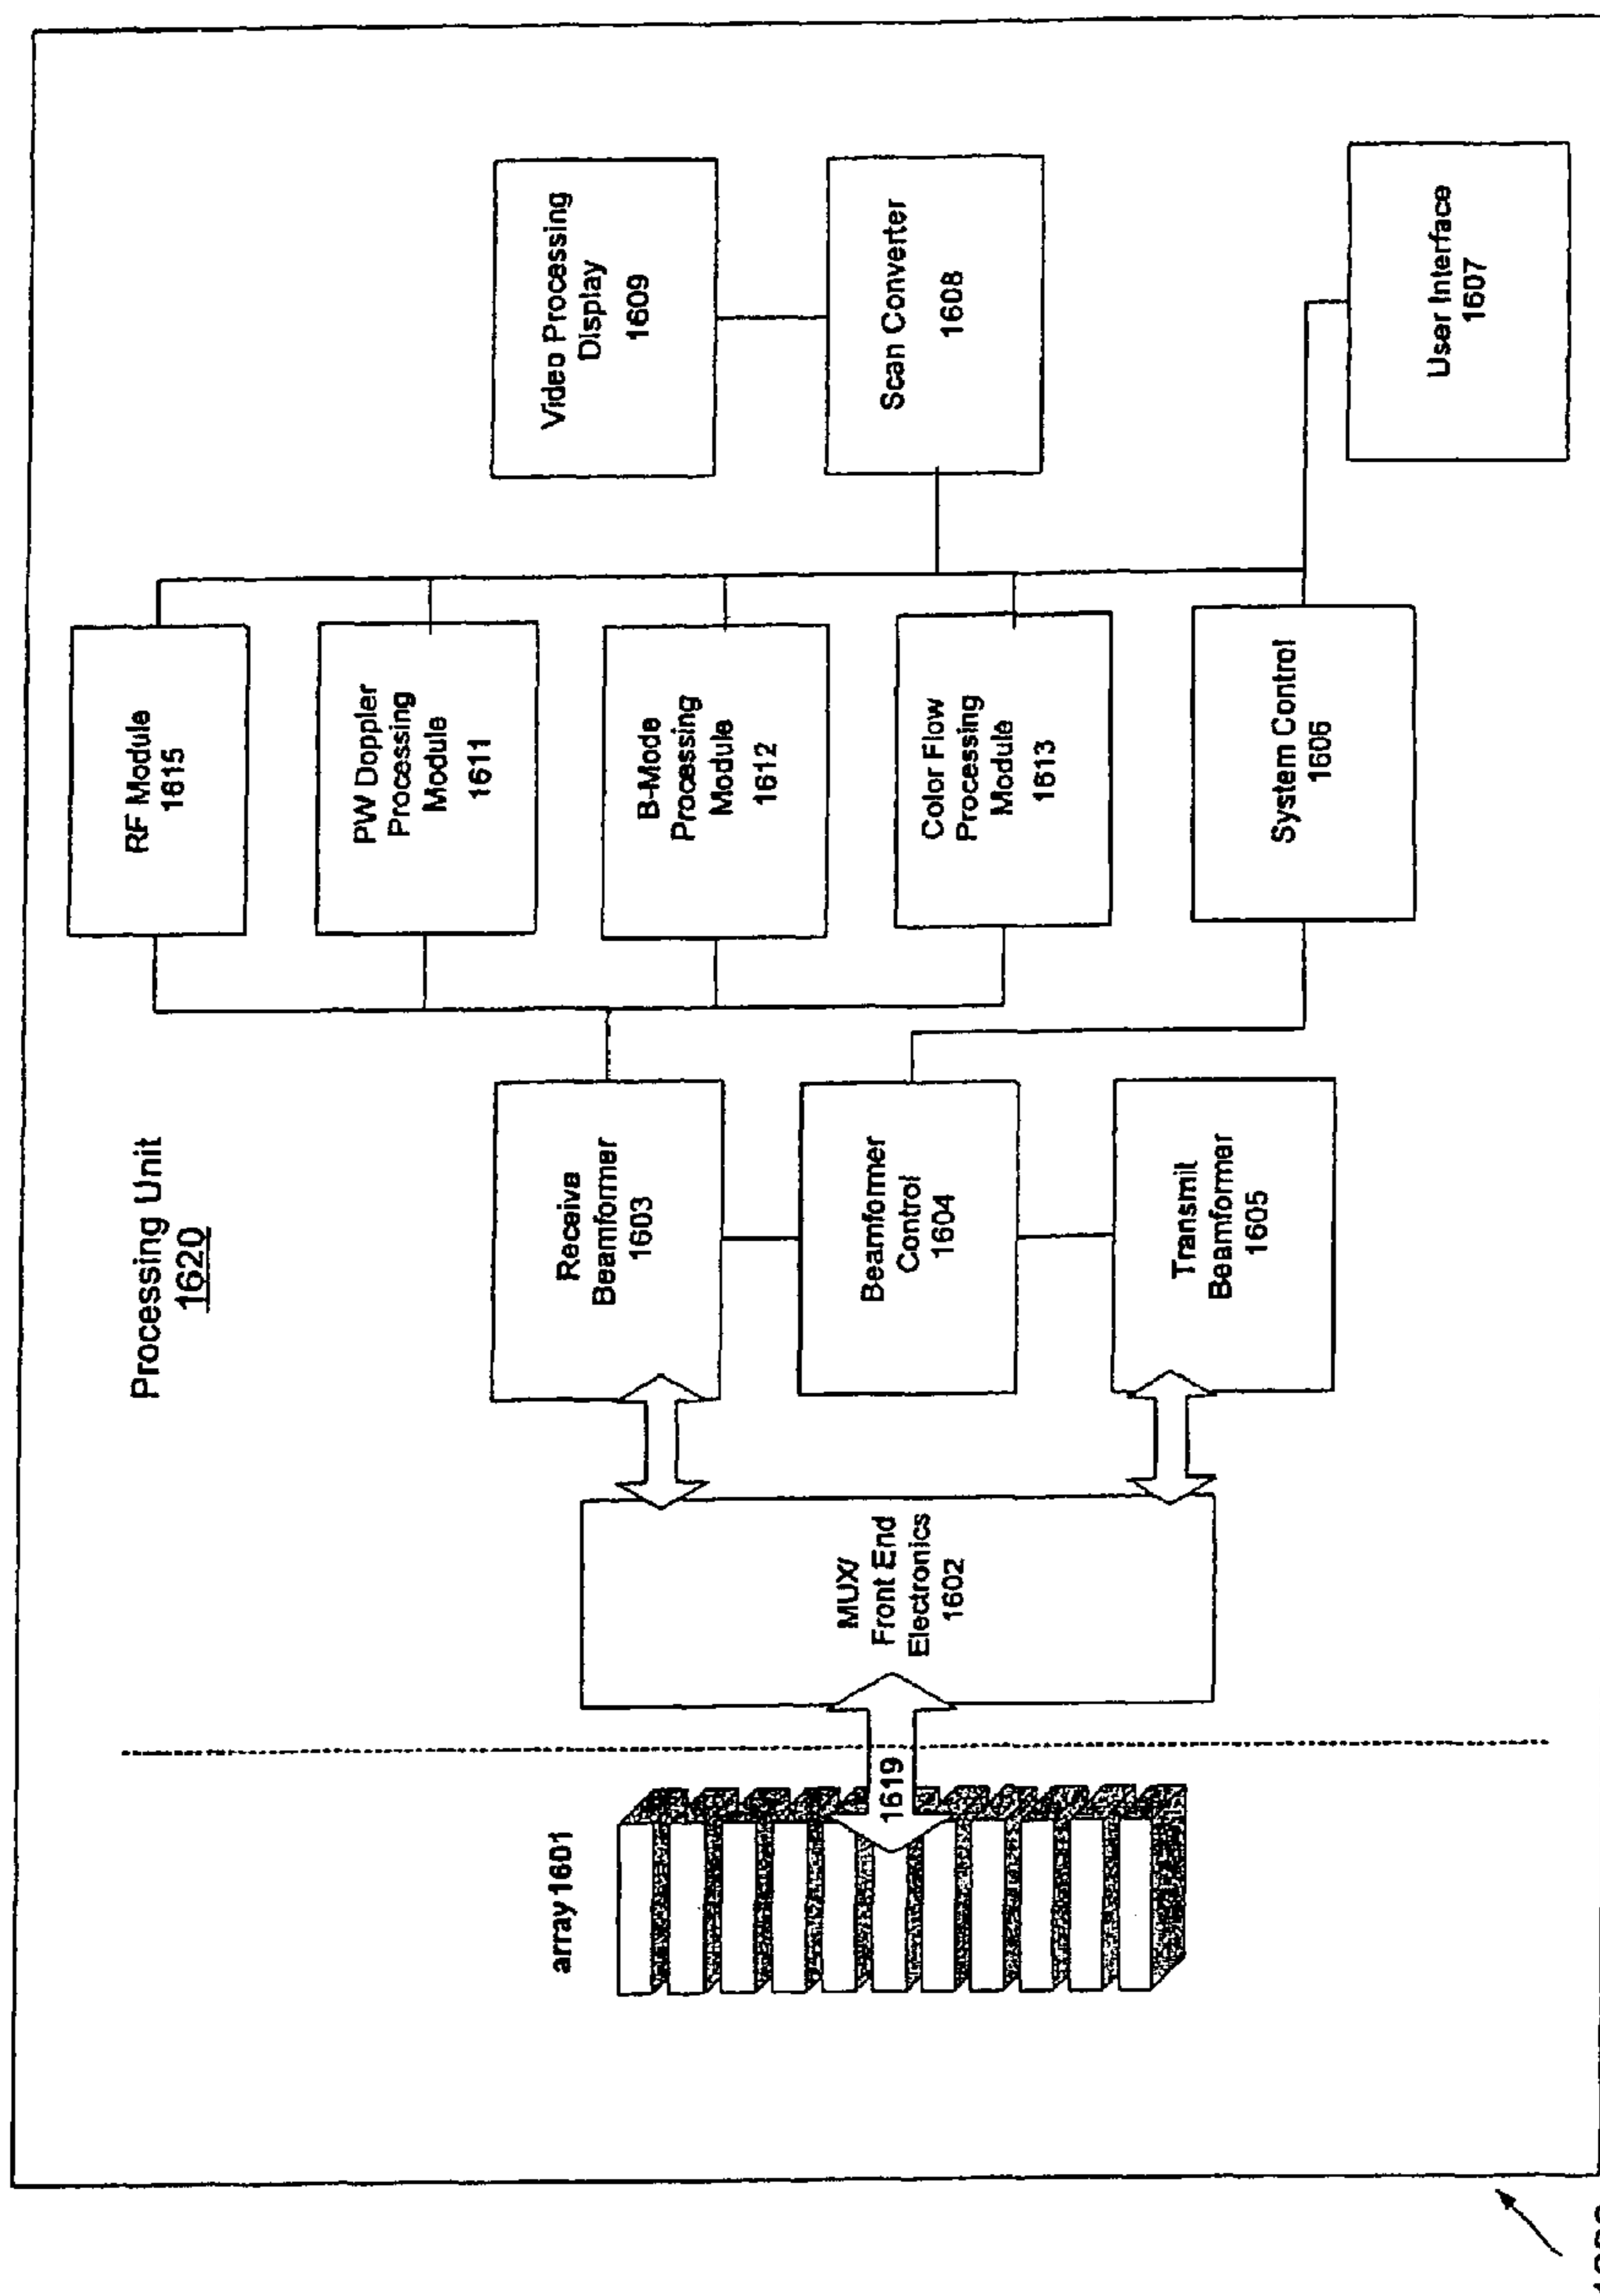 Processing Unit
1620
array 1601
1619
MUX/
Front End
Electronics
1602
Receive
Beamformer
1603
Beamformer
Control
1604
Transmit
Beamformer
1605
RF Module
1615
PW Doppler
Processing
Module
1611
B-Mode
Processing
Module
1612
Color Flow
Processing
Module
1613
System Control
1606
Video Processing
Display
1609
Scan Converter
1608
User Interface
1607